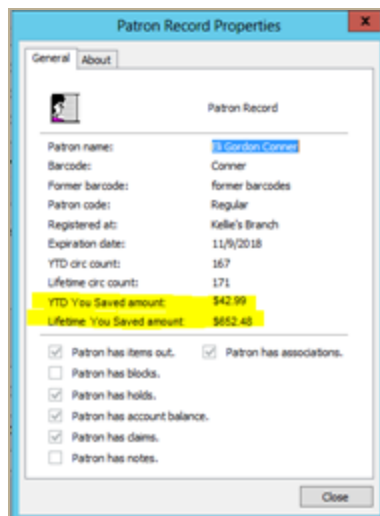 Patron Record Properties
x
General About
Patron Record
Patron name: Eli Gordon Conner
Barcode: Conner
Former barcode: former barcodes
Patron code: Regular
Registered at: Kellie's Branch
Expiration date: 11/9/2018
YTD circ count: 167
Lifetime circ count: 171
YTD You Saved amount: $42.99
Lifetime You Saved amount: $652.48
Patron has items out. Patron has associations.
Patron has blocks.
Patron has holds.
Patron has account balance.
Patron has claims.
Patron has notes.
Close